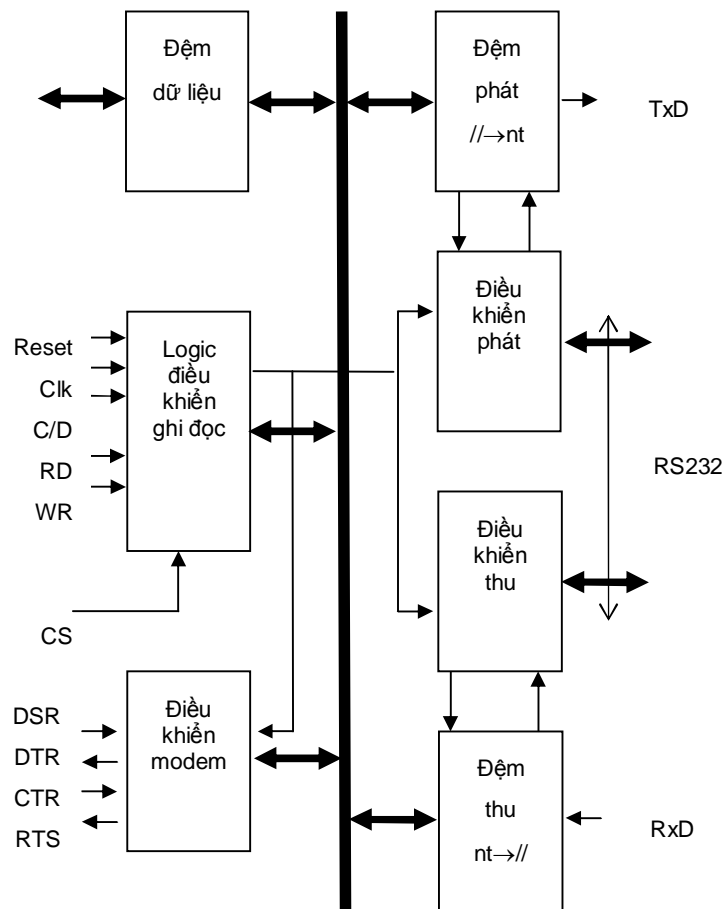 Đệm
dữ liệu
Đệm
phát
//→nt
TxD
Reset
Clk
C/D
RD
WR
CS
Logic
điều
khiển
ghi đọc
Điều
khiển
phát
RS232
Điều
khiển
thu
DSR
DTR
CTR
RTS
Điều
khiển
modem
Đệm
thu
nt→//
RxD